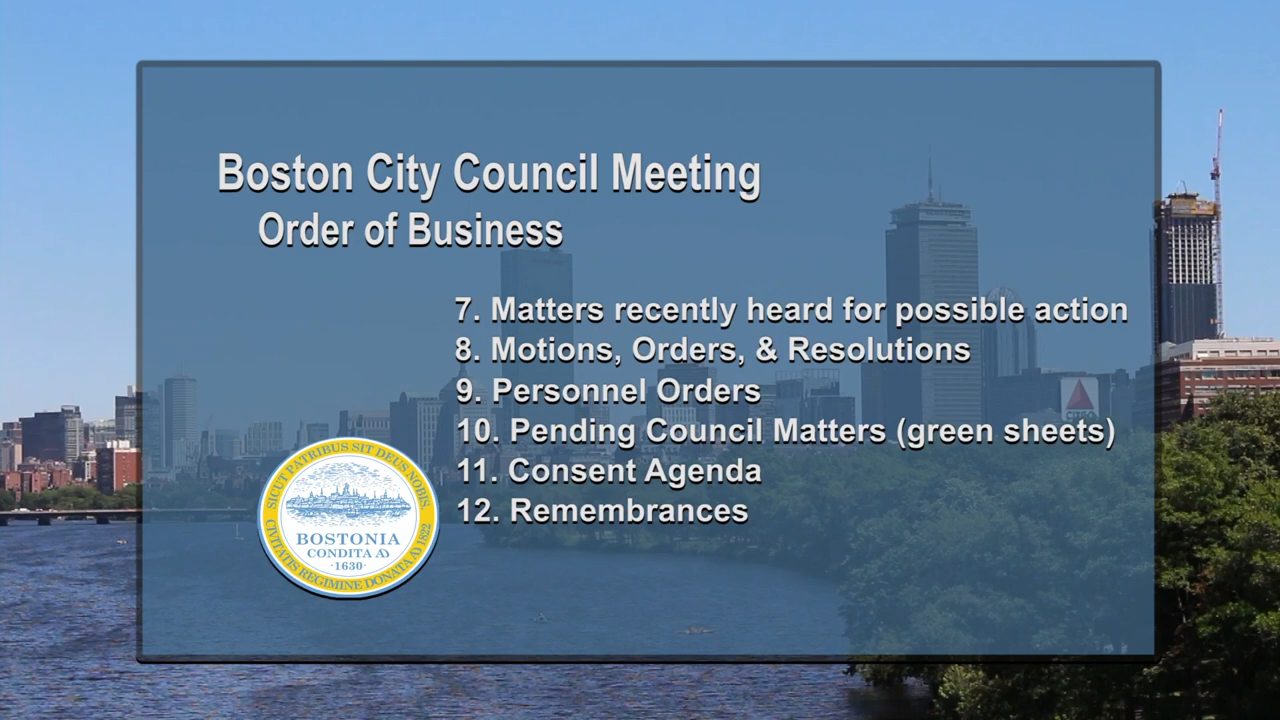 Boston City Council Meeting
Order of Business
7. Matters recently heard for possible action
8. Motions, Orders, & Resolutions
9. Personnel Orders
10. Pending Council Matters (green sheets)
11. Consent Agenda
12. Remembrances
SICUT PATRIBUS SIT DEUS NOBIS
BOSTONIA
CONDITA AD
1630
CIVITATIS REGIMINE DONATA AD 1822
CITGO